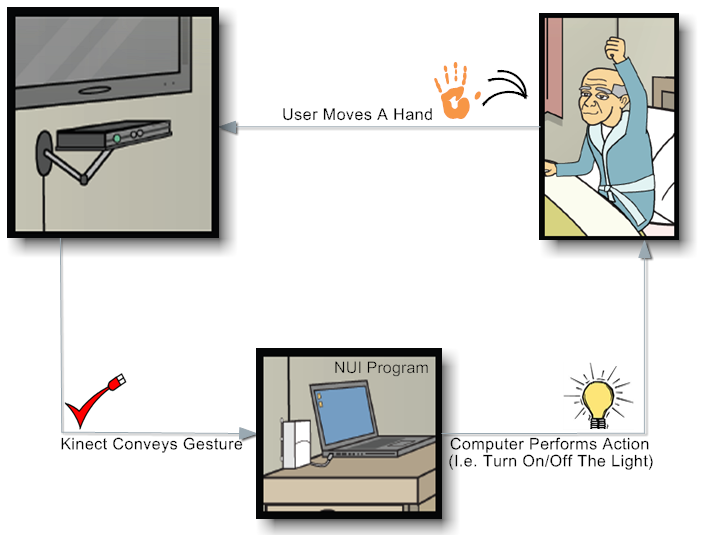 User Moves A Hand
NUI Program
Kinect Conveys Gesture
Computer Performs Action
(I.e. Turn On/Off The Light)